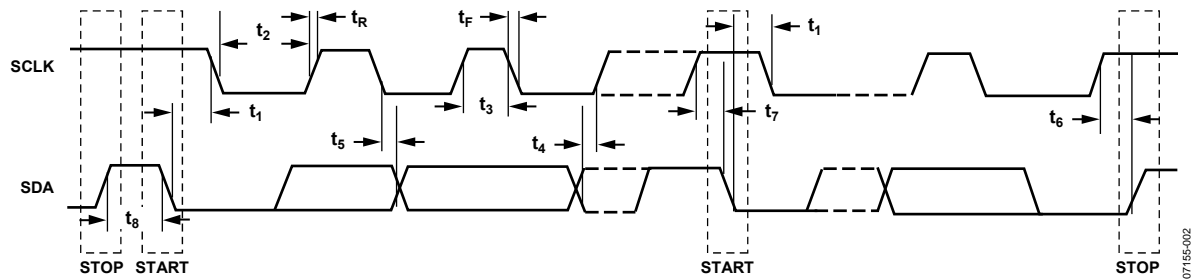 t2
tR
tF
t1
SCLK
t1
t3
t7
t6
t5
t4
SDA
t8
STOP
START
START
STOP
07155-002